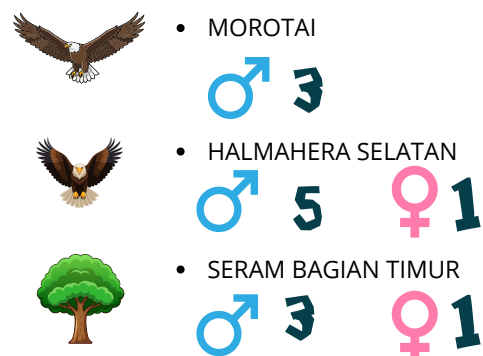 • MOROTAI
3
• HALMAHERA SELATAN
5 1
• SERAM BAGIAN TIMUR
3 1